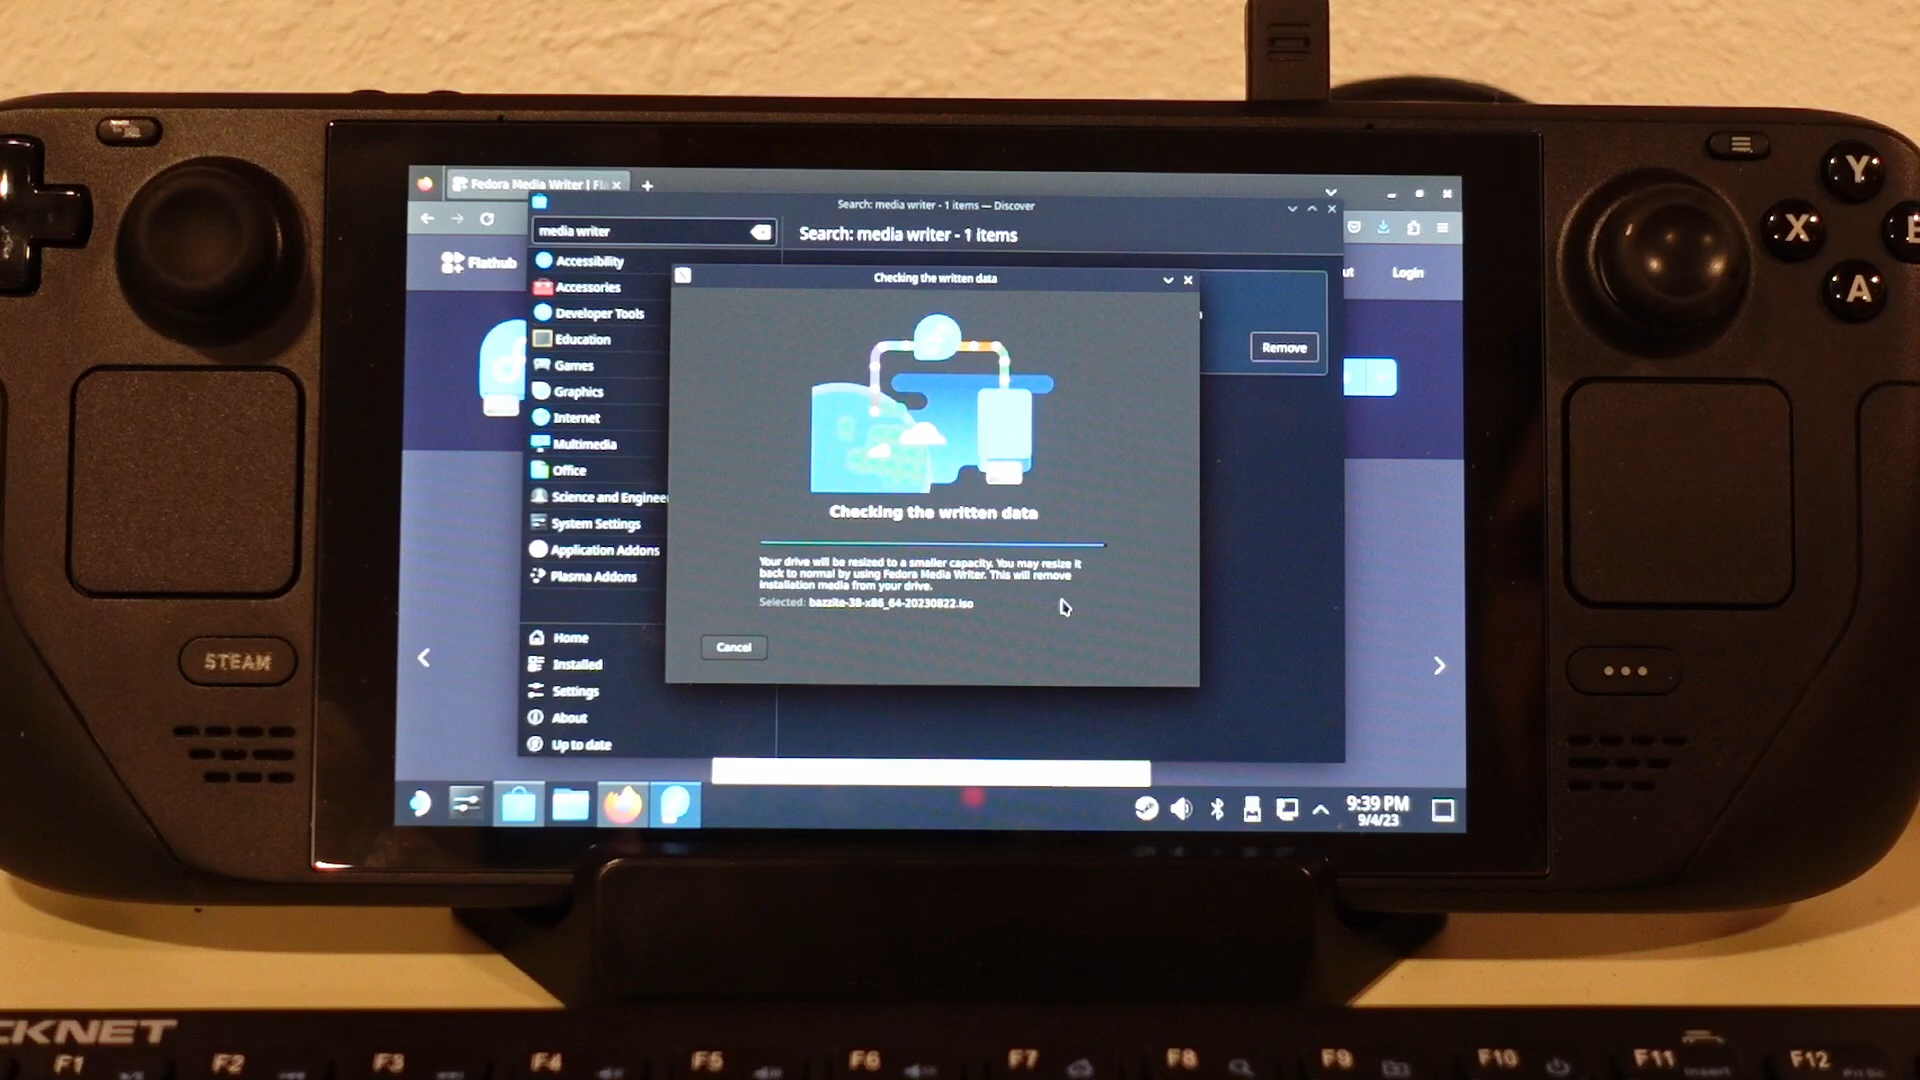 Y
X
B
A
Fedora Media Writer | Fl
Search: media writer - 1 items — Discover
media writer
Search: media writer - 1 items
Flathub
ut
Login
Accessibility
Accessories
Developer Tools
Education
Games
Graphics
Internet
Multimedia
Office
Science and Enginee
System Settings
Application Addons
Plasma Addons
Checking the written data
Remove
Checking the written data
Your drive will be resized to a smaller capacity. You may resize it
back to normal by using Fedora Media Writer. This will remove
installation media from your drive.
Selected: bazzite-38-x86_64-20230822.iso
Cancel
Home
Installed
Settings
About
Up to date
STEAM
9:39 PM
9/4/23
CKNET
F1 F2 F3 F4 F5 F6 F7 F8 F9 F10 F11 F12
Insert PrtSc